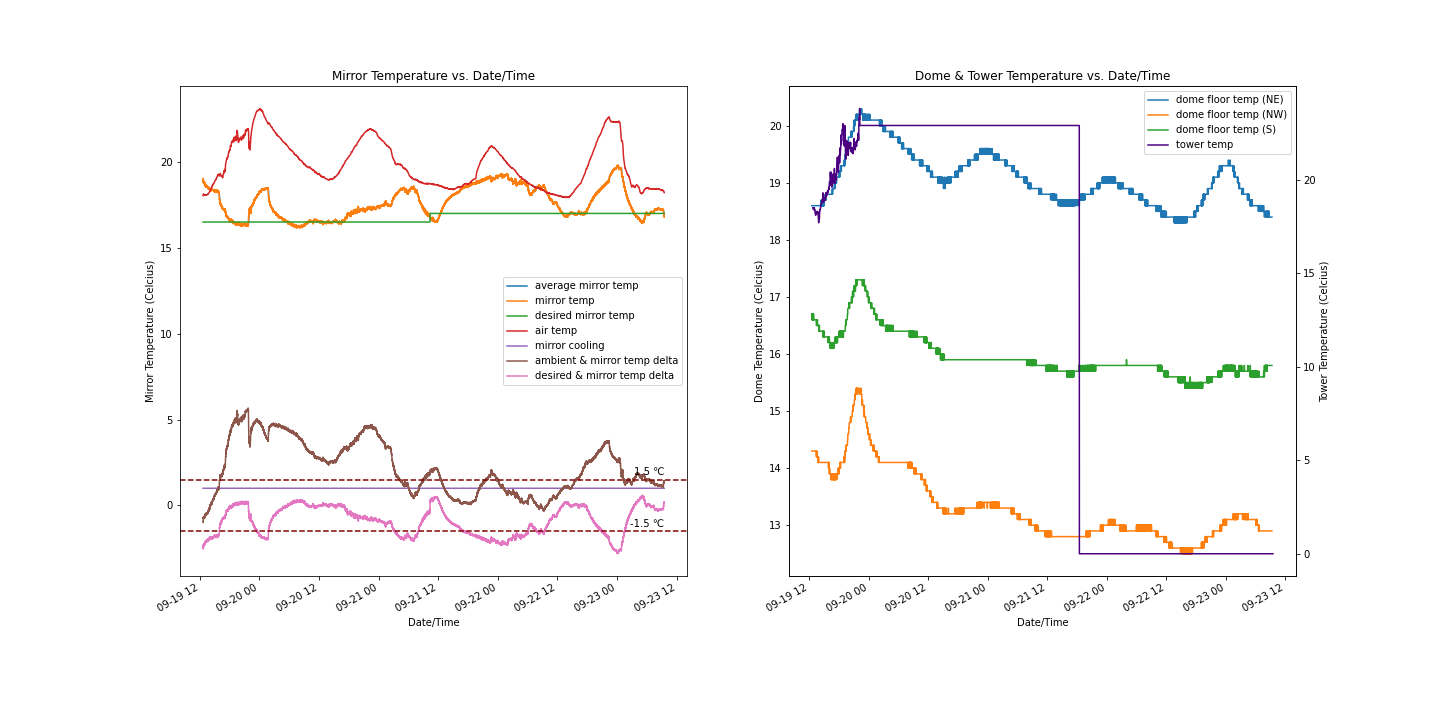 Mirror Temperature vs. Date/Time
Mirror Temperature (Celcius)
20
15
10
5
0
average mirror temp
mirror temp
desired mirror temp
air temp
mirror cooling
ambient & mirror temp delta
desired & mirror temp delta
1.5 °C
-1.5 °C
09-19 12
09-20 00
09-20 12
09-21 00
09-21 12
09-22 00
09-22 12
09-23 00
09-23 12
Date/Time
Dome & Tower Temperature vs. Date/Time
Dome Temperature (Celcius)
20
19
18
17
16
15
14
13
dome floor temp (NE)
dome floor temp (NW)
dome floor temp (S)
tower temp
20
15
10
5
0
Tower Temperature (Celcius)
09-19 12
09-20 00
09-20 12
09-21 00
09-21 12
09-22 00
09-22 12
09-23 00
09-23 12
Date/Time